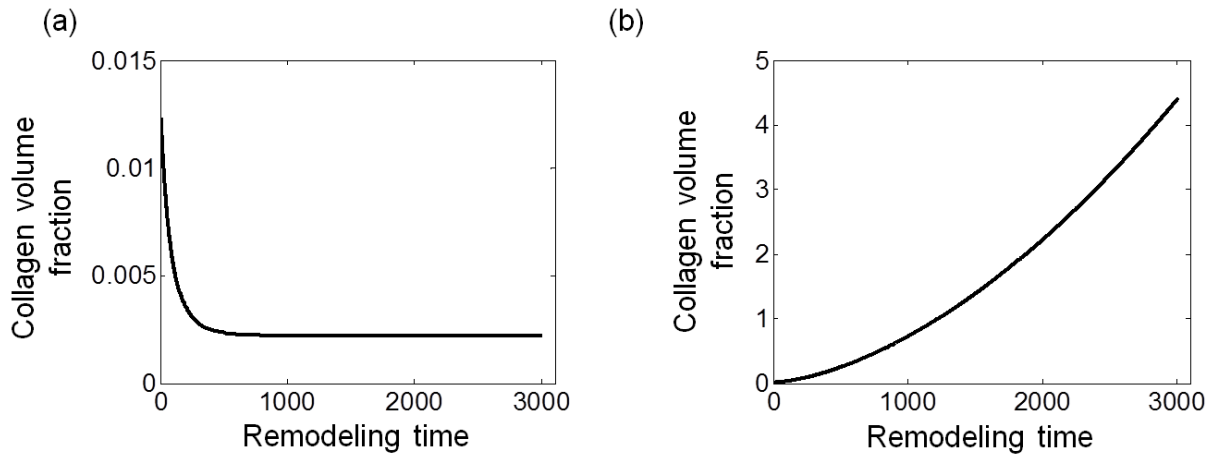 (a)
0.015
0.01
0.005
0
0 1000 2000 3000
Collagen volume
fraction
Remodeling time
(b)
5
4
3
2
1
0
0 1000 2000 3000
Collagen volume
fraction
Remodeling time